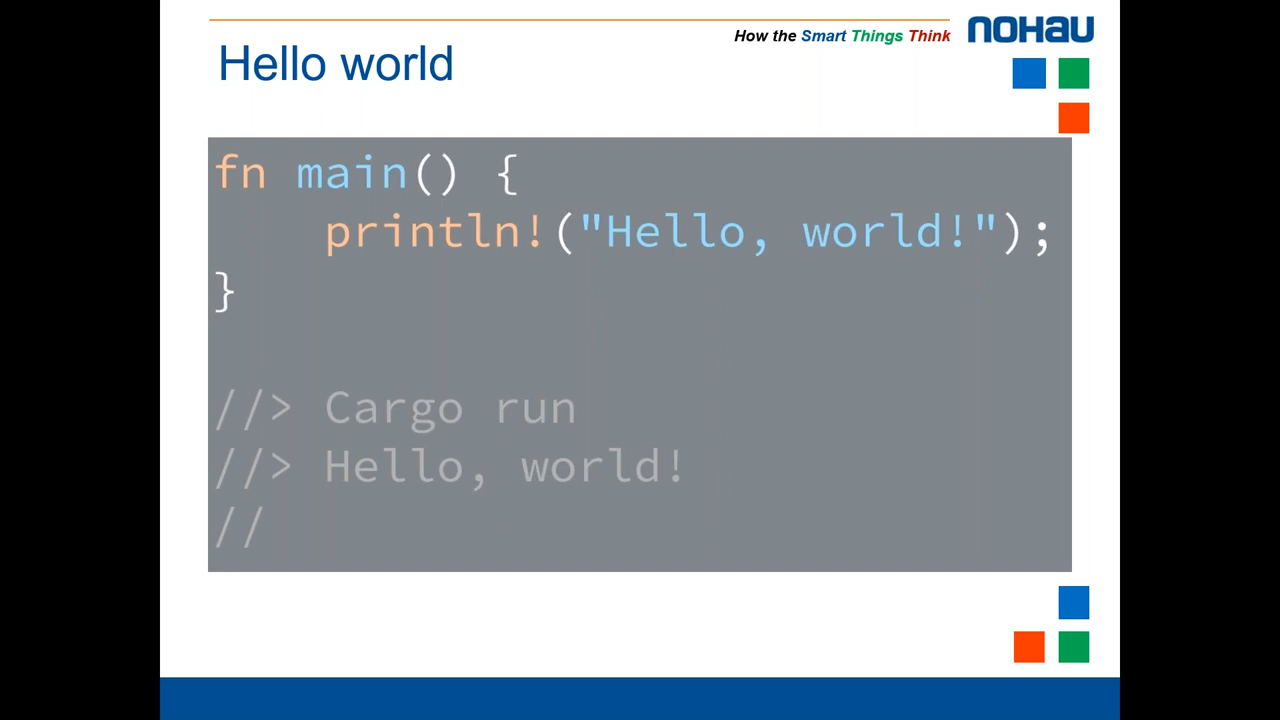 How the Smart Things Think
nohau
Hello world
fn main() {
    println!("Hello, world!");
}
//> Cargo run
//> Hello, world!
//